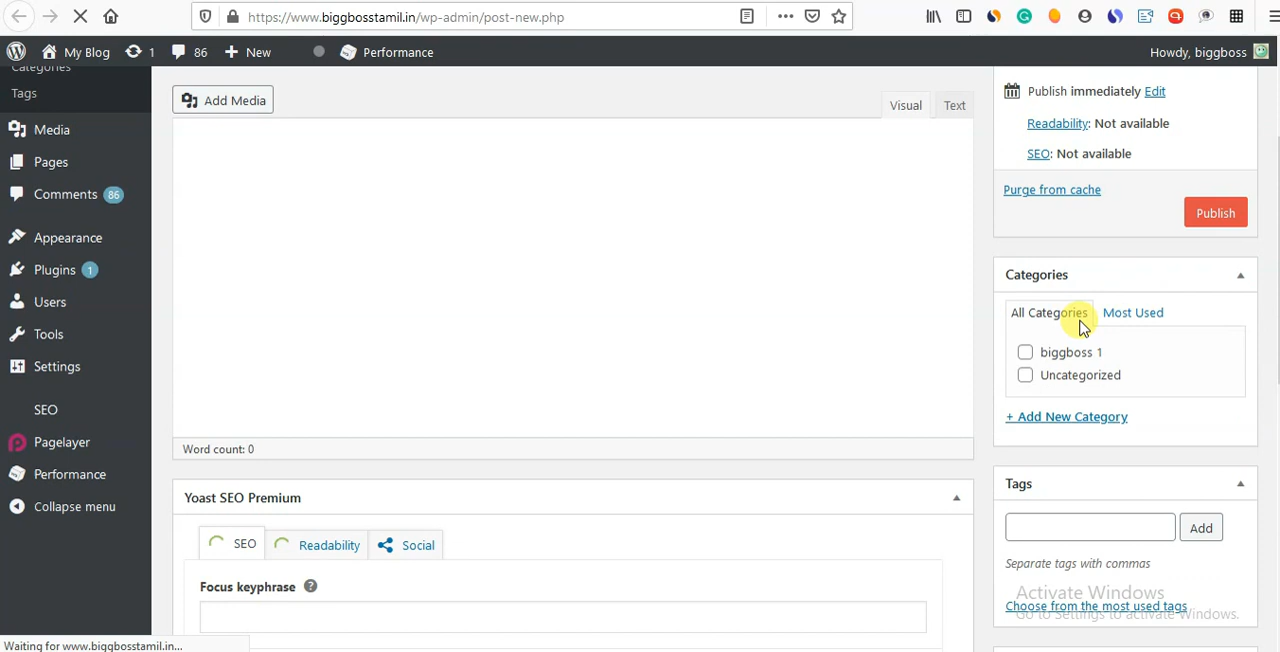 https://www.biggbosstamil.in/wp-admin/post-new.php
My Blog 1 86 + New Performance Howdy, biggboss
Categories
Tags
Media
Pages
Comments 86
Appearance
Plugins 1
Users
Tools
Settings
SEO
Pagelayer
Performance
Collapse menu
Add Media
Visual Text
Word count: 0
Yoast SEO Premium
SEO Readability Social
Focus keyphrase ?
Publish immediately Edit
Readability: Not available
SEO: Not available
Purge from cache
Publish
Categories
All Categories Most Used
biggboss 1
Uncategorized
+ Add New Category
Tags
Add
Separate tags with commas
Activate Windows
Choose from the most used tags
Go to Settings to activate Windows.
Waiting for www.biggbosstamil.in...